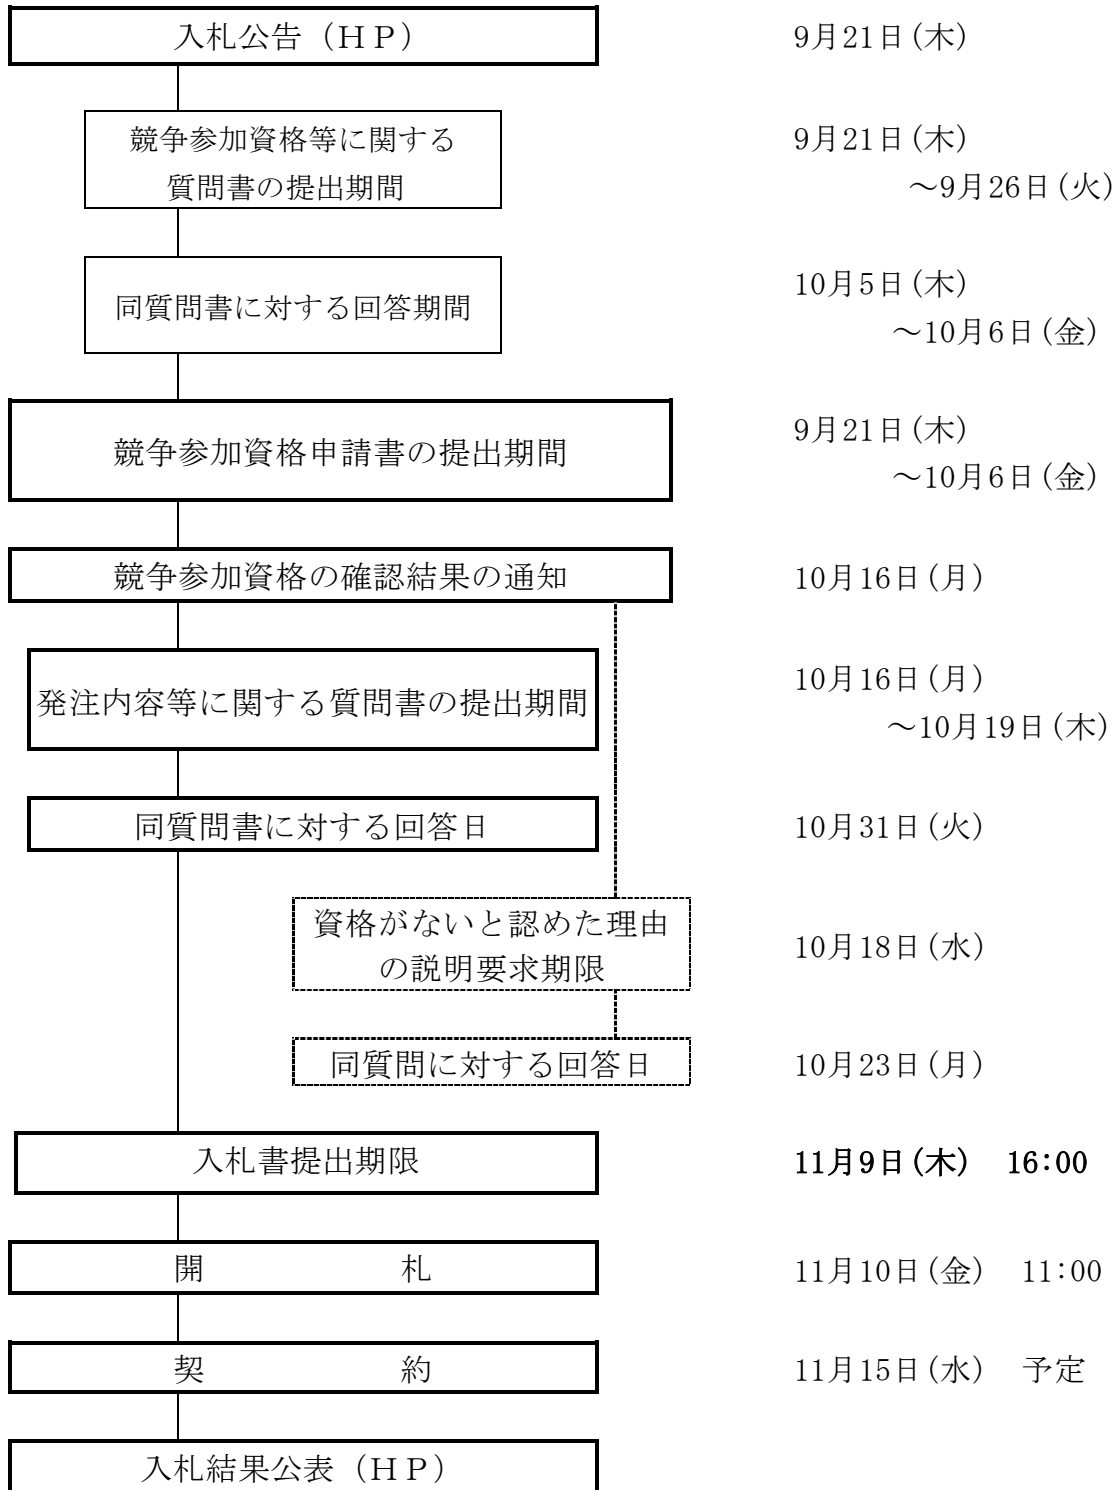 入札公告（ＨＰ）　9月21日(木)
競争参加資格等に関する　9月21日(木)
質問書の提出期間　～9月26日(火)
同質問書に対する回答期間　10月5日(木)
～10月6日(金)
競争参加資格申請書の提出期間　9月21日(木)
～10月6日(金)
競争参加資格の確認結果の通知　10月16日(月)
発注内容等に関する質問書の提出期間　10月16日(月)
～10月19日(木)
同質問書に対する回答日　10月31日(火)
資格がないと認めた理由
の説明要求期限　10月18日(水)
同質問に対する回答日　10月23日(月)
入札書提出期限　11月9日(木)　16:00
開　札　11月10日(金)　11:00
契　約　11月15日(水)　予定
入札結果公表（ＨＰ）